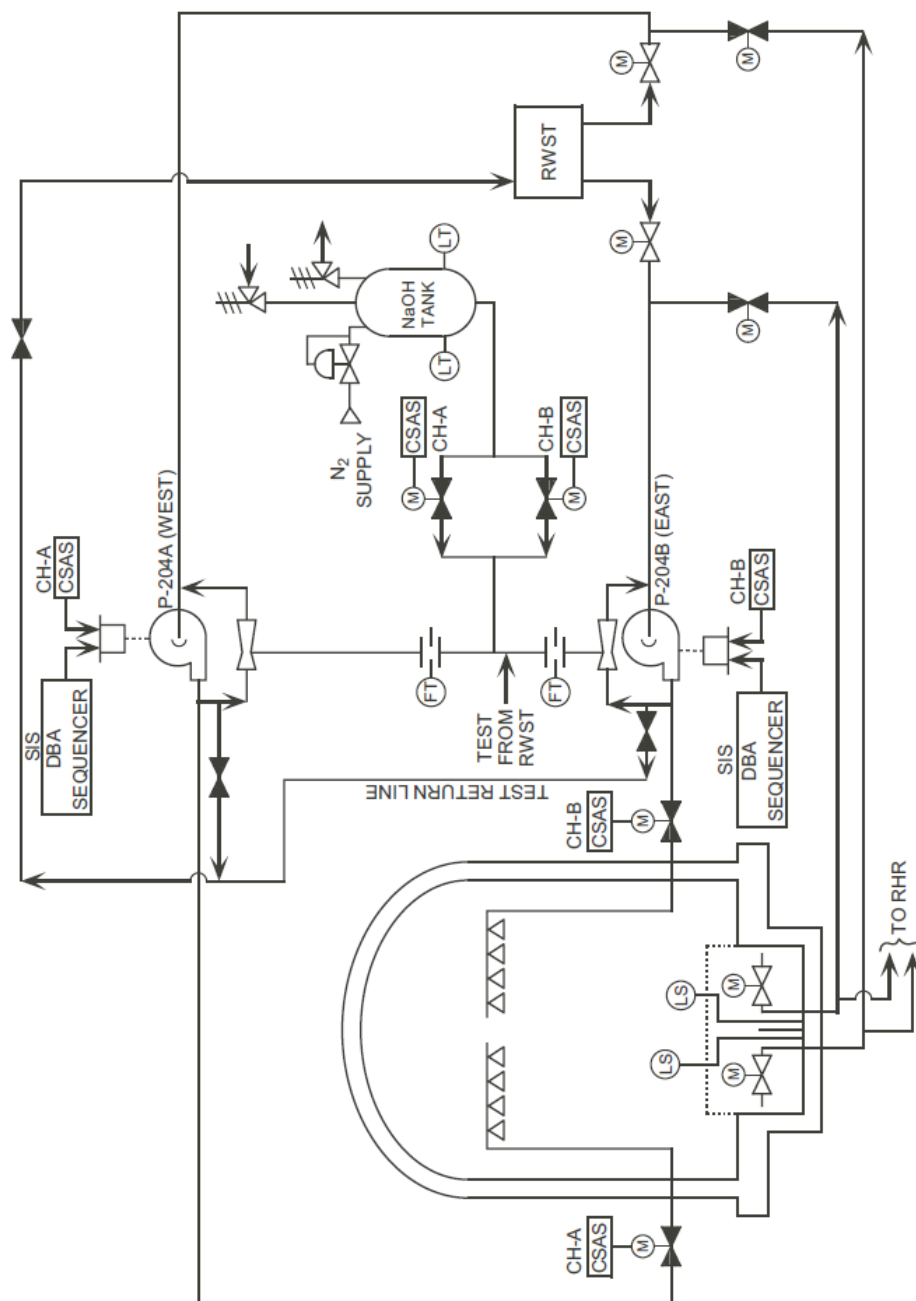 SIS
DBA
SEQUENCER
CH-A
CSAS
P-204A (WEST)
N₂
SUPPLY
LT
NaOH
TANK
LT
CSAS
CH-A
M
FT
TEST
FROM
RWST
FT
CH-B
CSAS
M
TEST RETURN LINE
RWST
M
M
M
M
P-204B (EAST)
CH-B
CSAS
SIS
DBA
SEQUENCER
CH-B
CSAS
M
CH-A
CSAS
M
LS
LS
M
M
TO RHR